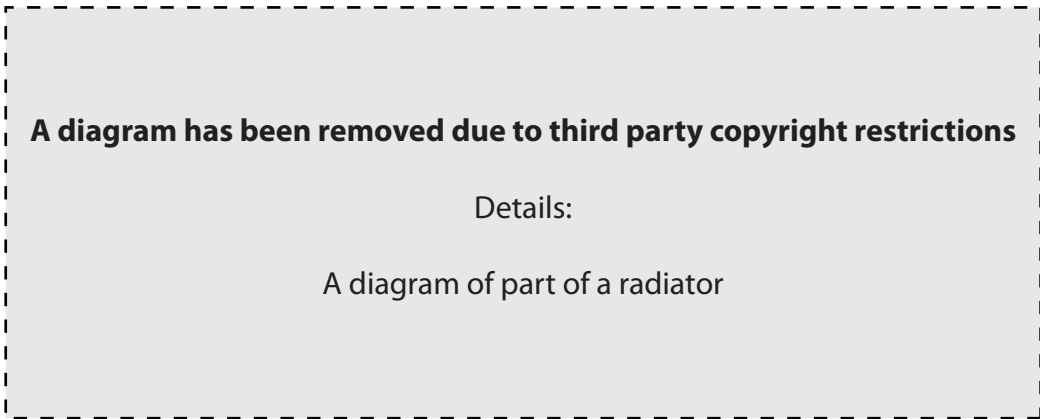 A diagram has been removed due to third party copyright restrictions
Details:
A diagram of part of a radiator